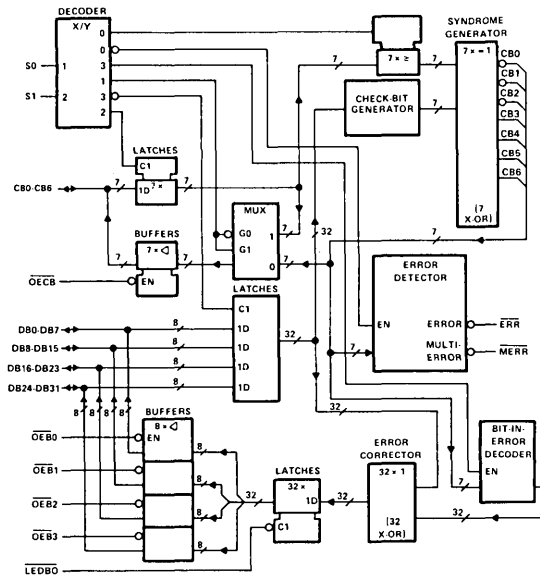 DECODER
X/Y
0
0
S0 1 3
1
S1 2 3
2
SYNDROME
GENERATOR
7 × = 1
CB0
CB1
CB2
CB3
CB4
CB5
CB6
(7
X-OR)
7 × ≥
7
7
CHECK-BIT
GENERATOR
7
LATCHES
C1
CB0-CB6 7 1D 7× 7
BUFFERS
7 × ◁
7
7
OECB EN
MUX
G0 1 7
G1
0 7
32
7
ERROR
DETECTOR
EN
ERROR ERR
MULTI-
ERROR MERR
7
LATCHES
C1
DB0-DB7 8 1D
DB8-DB15 8 1D 32
DB16-DB23 8 1D
DB24-DB31 8 1D
8 8 8 8
32
BUFFERS
8 × ◁
OEB0 EN 8
OEB1 8
OEB2 8
OEB3 8
LEDBO
LATCHES
32 ×
32 1D 32
C1
ERROR
CORRECTOR
32 × 1
(32
X-OR)
BIT-IN-
ERROR
DECODER
EN
7
32